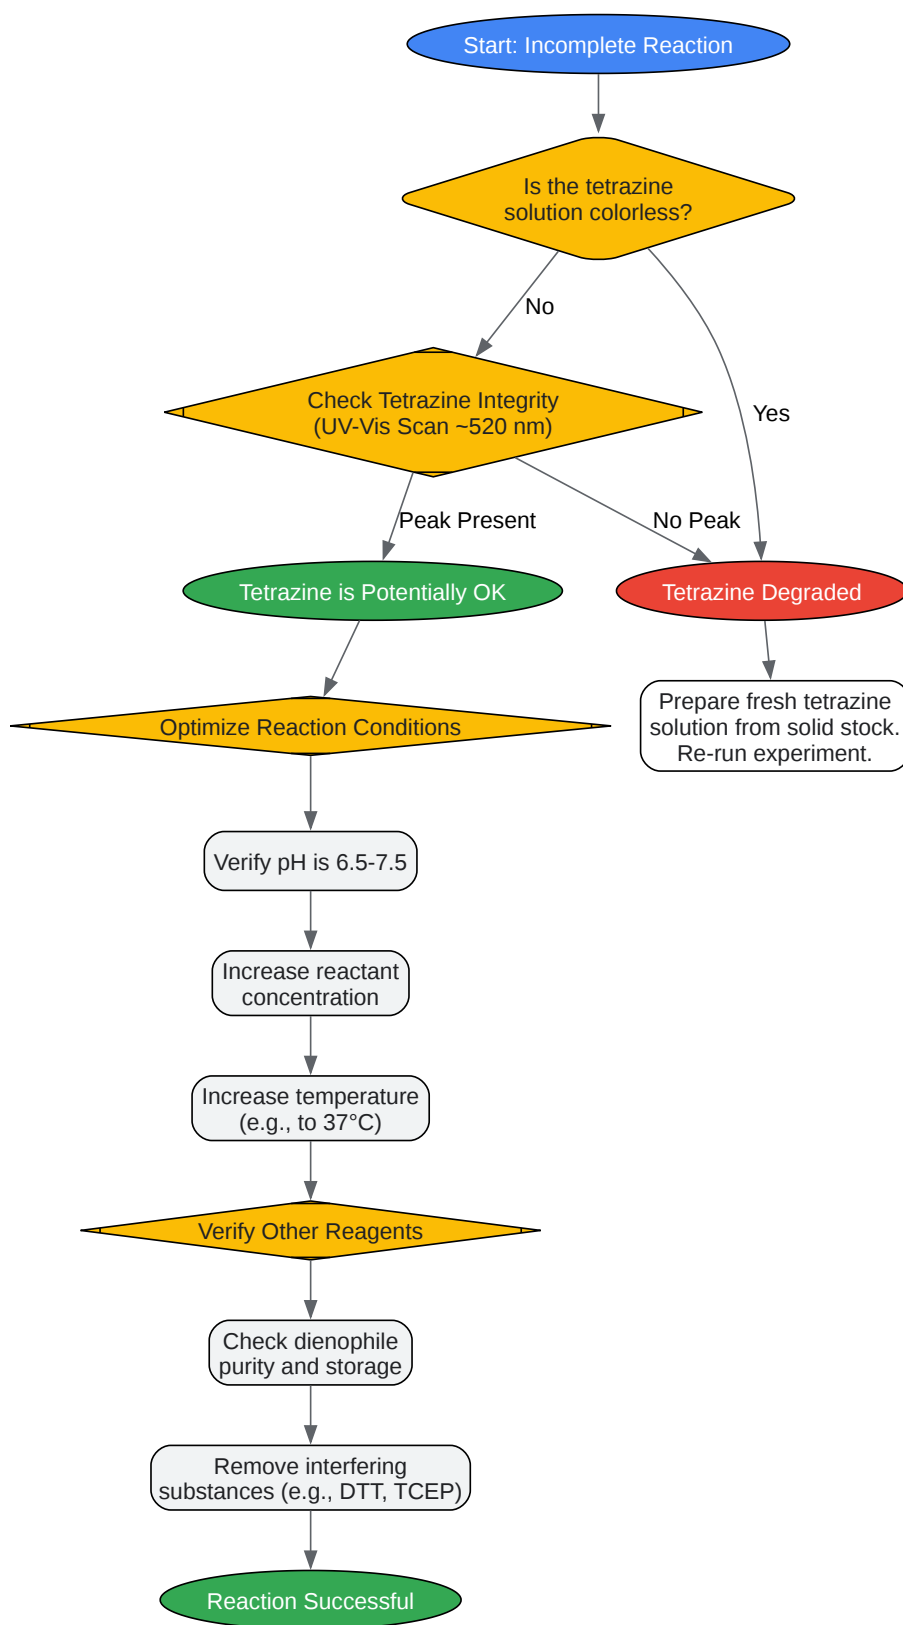 Start: Incomplete Reaction
Is the tetrazine
solution colorless?
No
Yes
Check Tetrazine Integrity
(UV-Vis Scan ~520 nm)
Peak Present
No Peak
Tetrazine is Potentially OK
Tetrazine Degraded
Prepare fresh tetrazine
solution from solid stock.
Re-run experiment.
Optimize Reaction Conditions
Verify pH is 6.5-7.5
Increase reactant
concentration
Increase temperature
(e.g., to 37°C)
Verify Other Reagents
Check dienophile
purity and storage
Remove interfering
substances (e.g., DTT, TCEP)
Reaction Successful